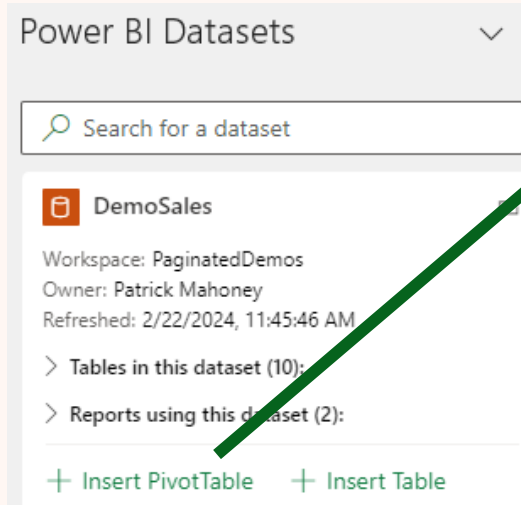 Power BI Datasets
Search for a dataset
DemoSales
Workspace: PaginatedDemos
Owner: Patrick Mahoney
Refreshed: 2/22/2024, 11:45:46 AM
Tables in this dataset (10):
Reports using this dataset (2):
Insert PivotTable Insert Table